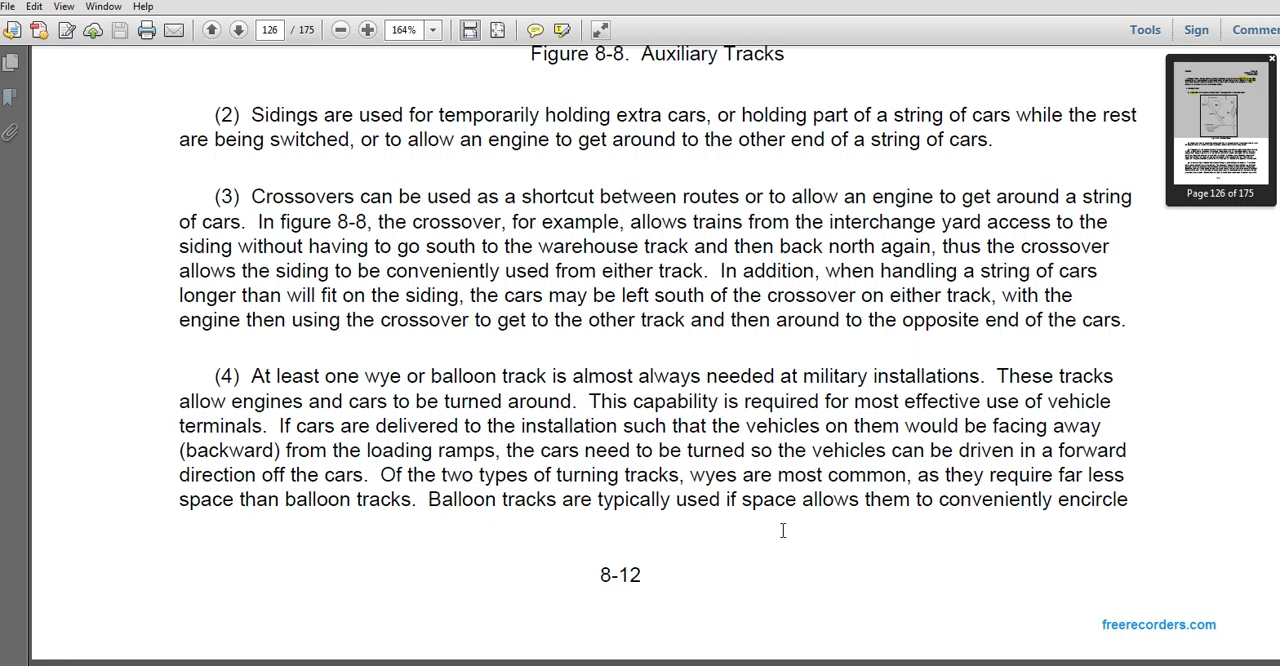 File Edit View Window Help
126 / 175 164% Tools Sign Commen
Figure 8-8. Auxiliary Tracks
(2) Sidings are used for temporarily holding extra cars, or holding part of a string of cars while the rest
are being switched, or to allow an engine to get around to the other end of a string of cars.
(3) Crossovers can be used as a shortcut between routes or to allow an engine to get around a string
of cars. In figure 8-8, the crossover, for example, allows trains from the interchange yard access to the
siding without having to go south to the warehouse track and then back north again, thus the crossover
allows the siding to be conveniently used from either track. In addition, when handling a string of cars
longer than will fit on the siding, the cars may be left south of the crossover on either track, with the
engine then using the crossover to get to the other track and then around to the opposite end of the cars.
(4) At least one wye or balloon track is almost always needed at military installations. These tracks
allow engines and cars to be turned around. This capability is required for most effective use of vehicle
terminals. If cars are delivered to the installation such that the vehicles on them would be facing away
(backward) from the loading ramps, the cars need to be turned so the vehicles can be driven in a forward
direction off the cars. Of the two types of turning tracks, wyes are most common, as they require far less
space than balloon tracks. Balloon tracks are typically used if space allows them to conveniently encircle
8-12
Page 126 of 175
freerecorders.com